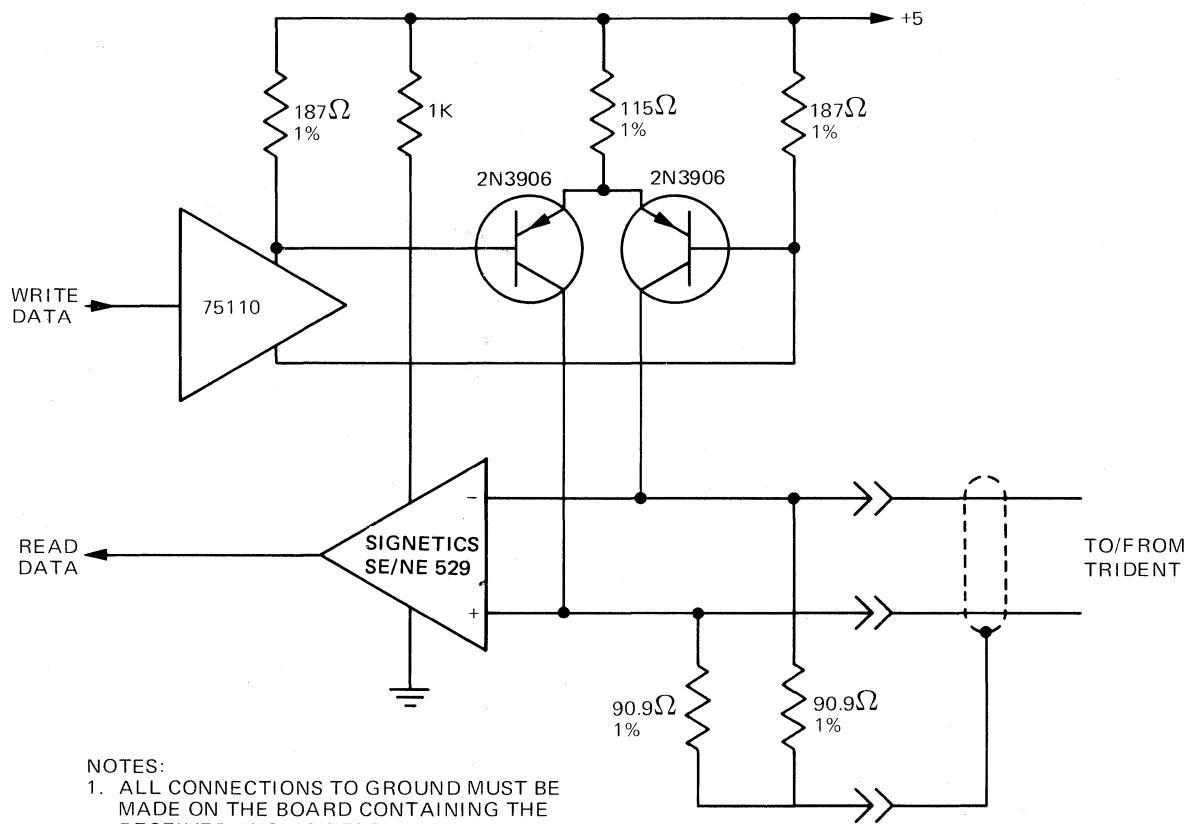 +5
187Ω
1%
1K
115Ω
1%
187Ω
1%
2N3906
2N3906
WRITE
DATA
75110
READ
DATA
SIGNETICS
SE/NE 529
−
+
TO/FROM
TRIDENT
90.9Ω
1%
90.9Ω
1%
NOTES:
1. ALL CONNECTIONS TO GROUND MUST BE
MADE ON THE BOARD CONTAINING THE